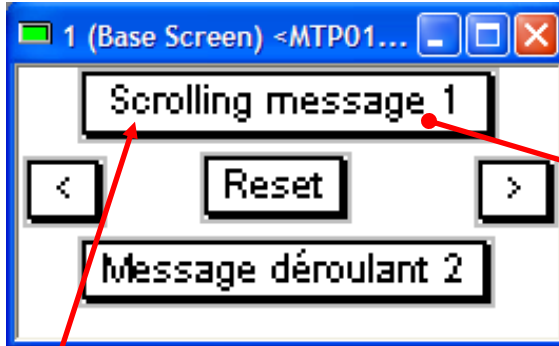 1 (Base Screen) <MTP01...
Scrolling message 1
< Reset >
Message déroulant 2